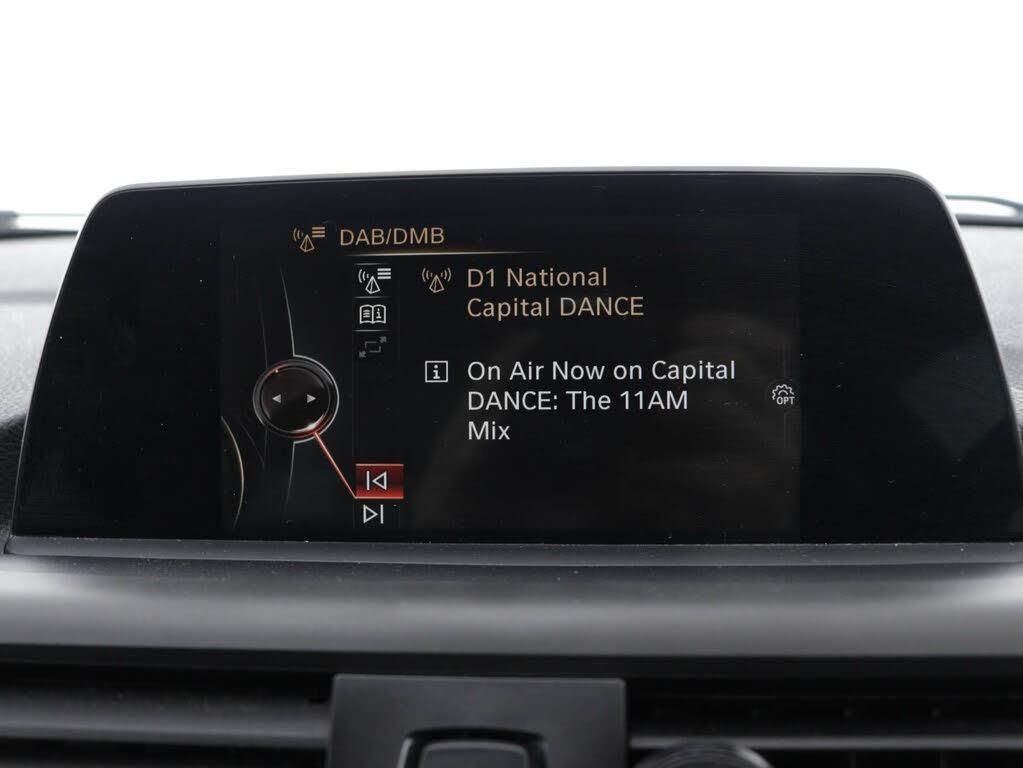 DAB/DMB
D1 National
Capital DANCE
On Air Now on Capital
DANCE: The 11AM
Mix
OPT